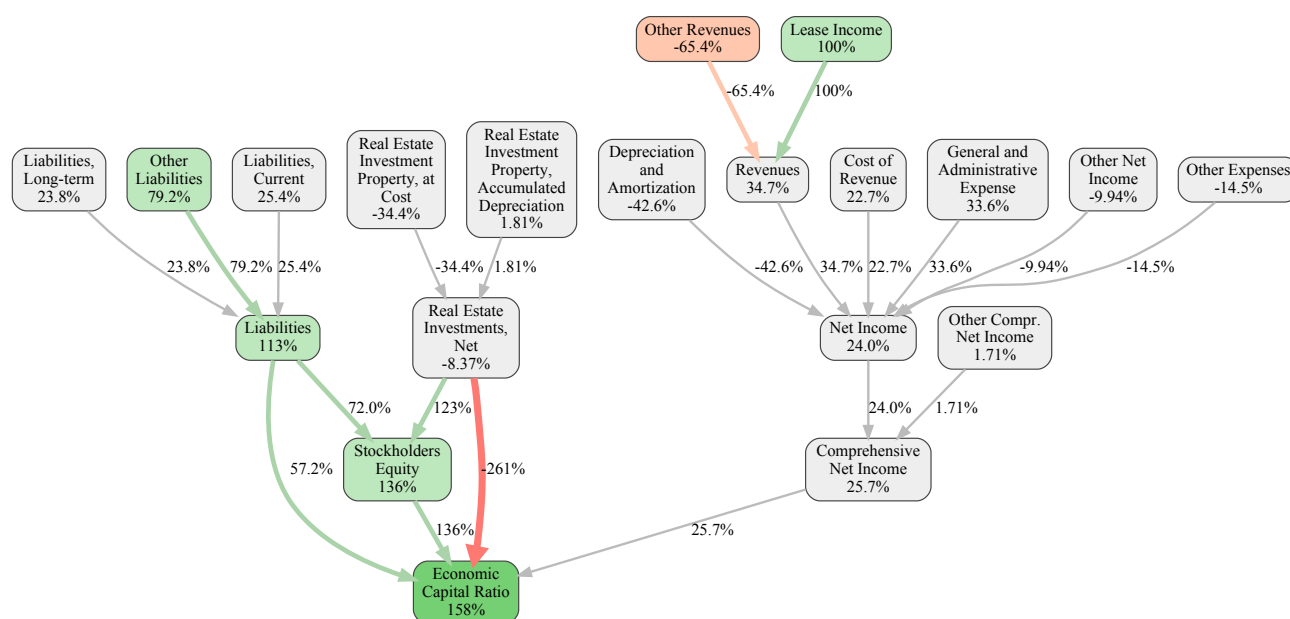 Other Revenues
-65.4%
Lease Income
100%
-65.4%
100%
Liabilities,
Long-term
23.8%
Other
Liabilities
79.2%
Liabilities,
Current
25.4%
Real Estate
Investment
Property, at
Cost
-34.4%
Real Estate
Investment
Property,
Accumulated
Depreciation
1.81%
Depreciation
and
Amortization
-42.6%
Revenues
34.7%
Cost of
Revenue
22.7%
General and
Administrative
Expense
33.6%
Other Net
Income
-9.94%
Other Expenses
-14.5%
23.8%
79.2%
25.4%
-34.4%
1.81%
-42.6%
34.7%
22.7%
33.6%
-9.94%
-14.5%
Liabilities
113%
Real Estate
Investments,
Net
-8.37%
Net Income
24.0%
Other Compr.
Net Income
1.71%
72.0%
123%
24.0%
1.71%
57.2%
Stockholders
Equity
136%
-261%
Comprehensive
Net Income
25.7%
136%
25.7%
Economic
Capital Ratio
158%